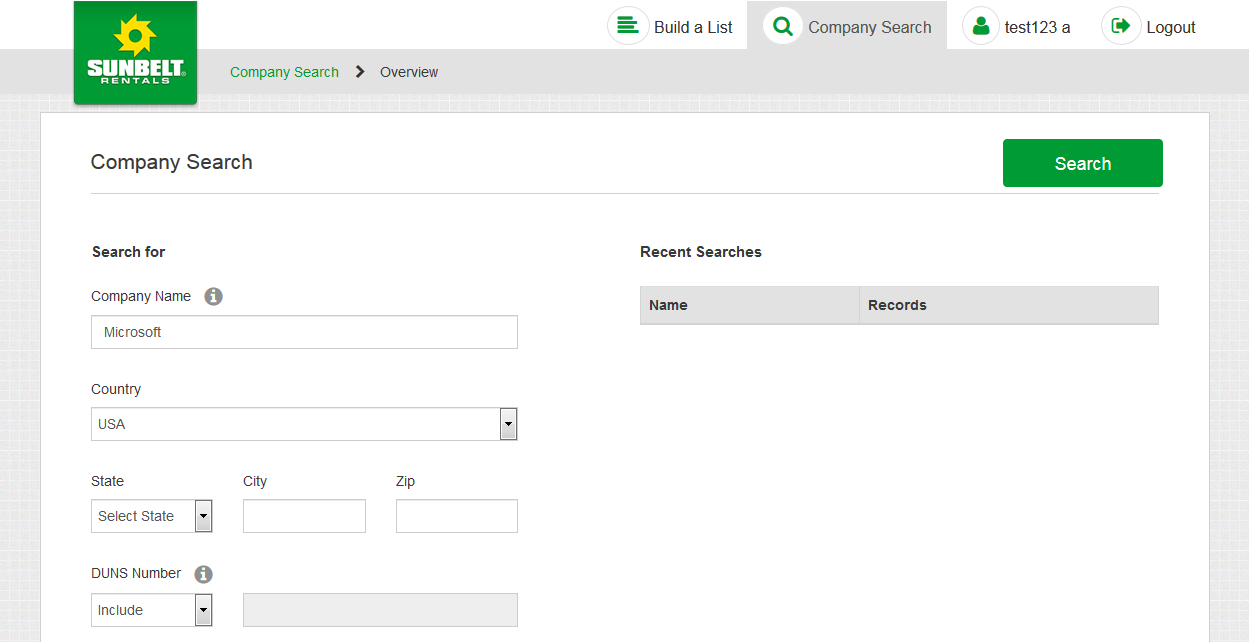 SUNBELT®
RENTALS
Build a List
Company Search
test123 a
Logout
Company Search > Overview
Company Search
Search
Search for
Company Name
Microsoft
Country
USA
State
City
Zip
Select State
DUNS Number
Include
Recent Searches
Name
Records